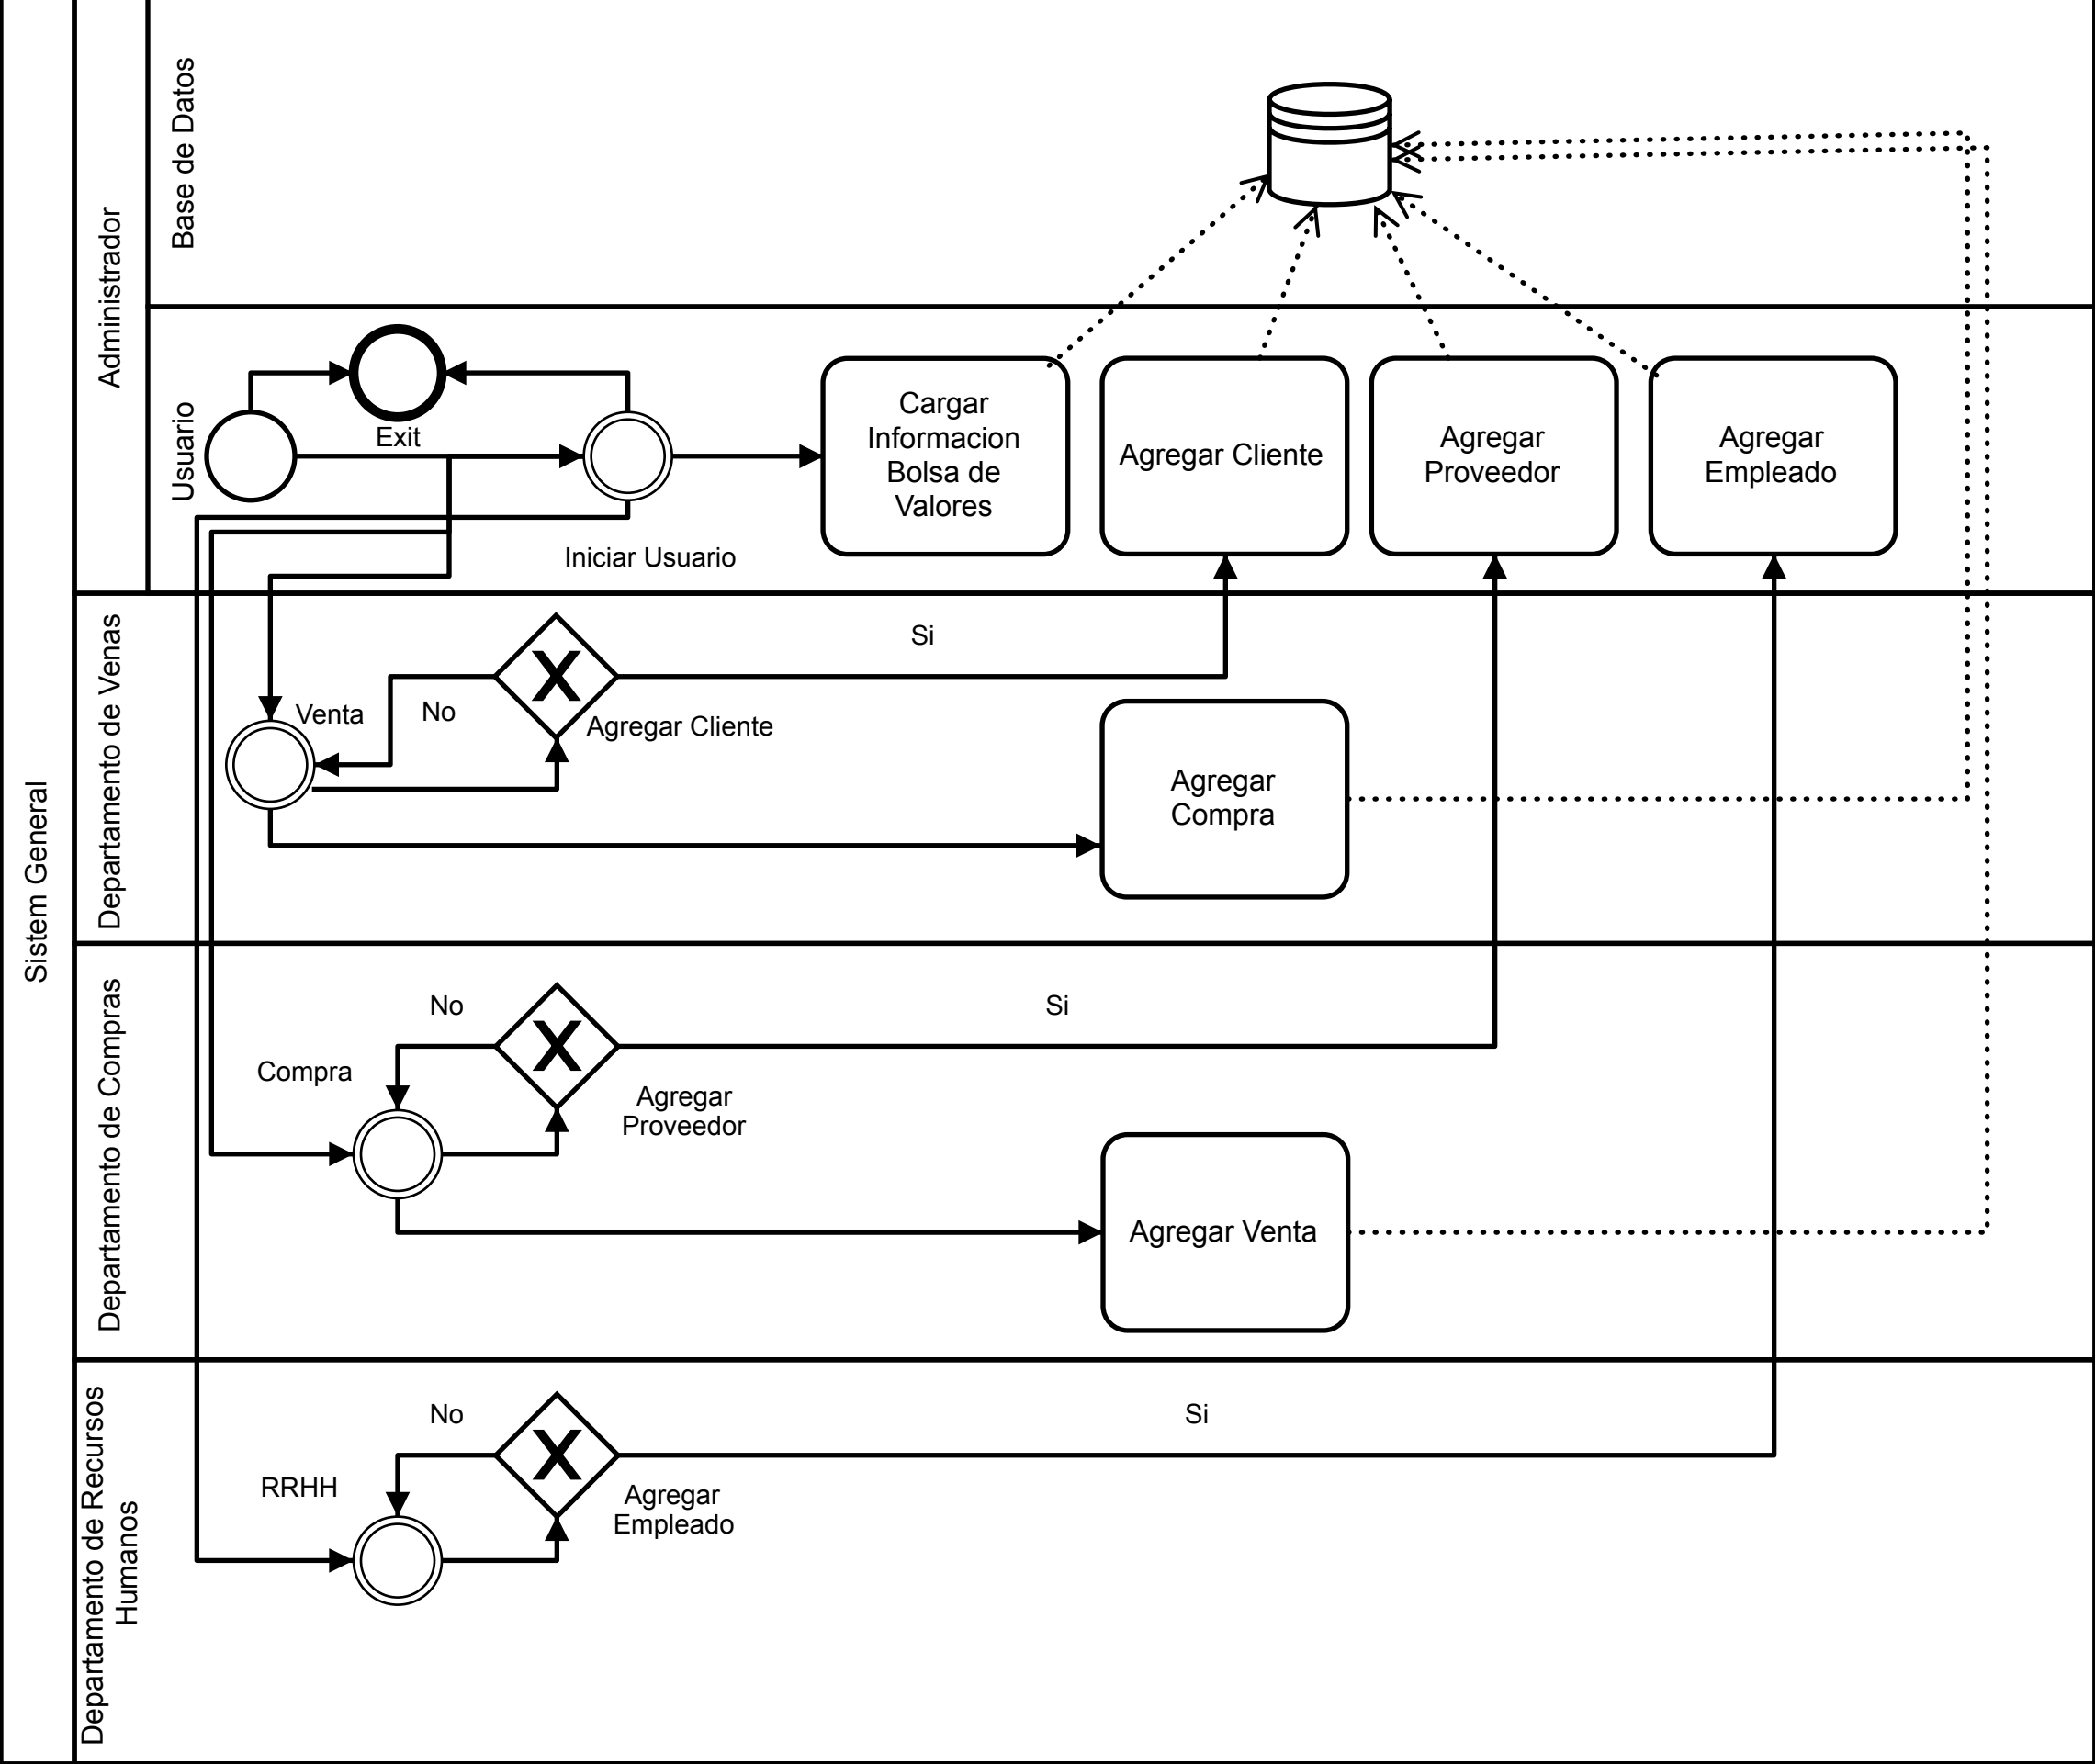 Sistem General
Administrador
Base de Datos
Usuario
Exit
Iniciar Usuario
Cargar
Informacion
Bolsa de
Valores
Agregar Cliente
Agregar
Proveedor
Agregar
Empleado
Departamento de Venas
Venta
No
Si
Agregar Cliente
Agregar
Compra
Departamento de Compras
No
Si
Compra
Agregar
Proveedor
Agregar Venta
Departamento de Recursos
Humanos
No
Si
RRHH
Agregar
Empleado